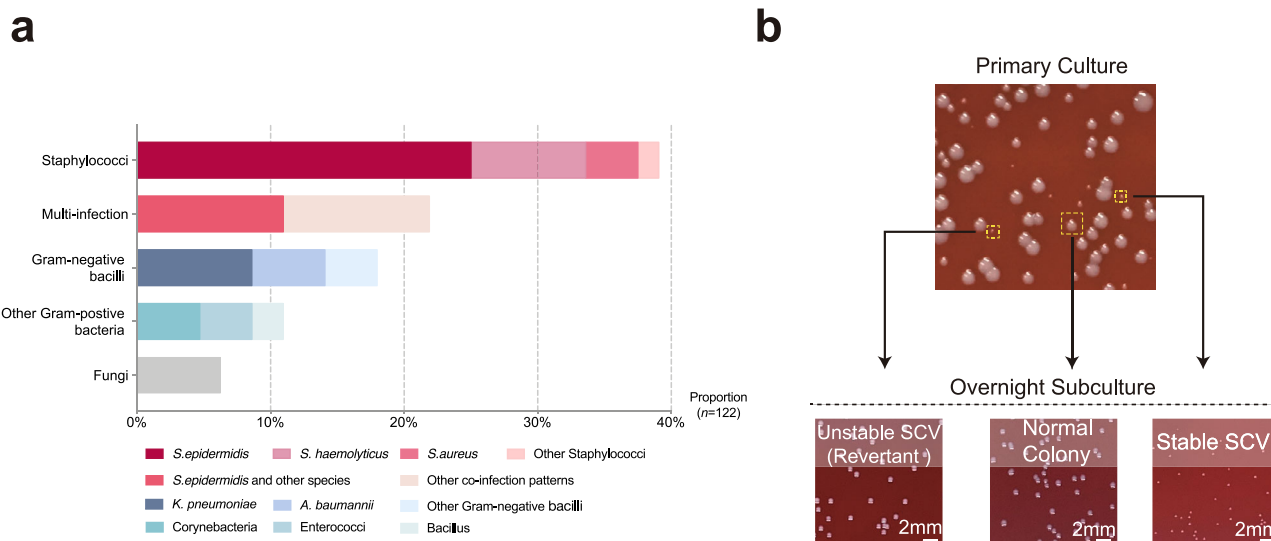 a
Staphylococci
Multi-infection
Gram-negative
bacilli
Other Gram-postive
bacteria
Fungi
0%
10%
20%
30%
40%
Proportion
(n=122)
S.epidermidis
S. haemolyticus
S.aureus
Other Staphylococci
S.epidermidis and other species
Other co-infection patterns
K. pneumoniae
A. baumannii
Other Gram-negative bacilli
Corynebacteria
Enterococci
Bacillus
b
Primary Culture
Overnight Subculture
Unstable SCV
(Revertant )
2mm
Normal
Colony
2mm
Stable SCV
2mm